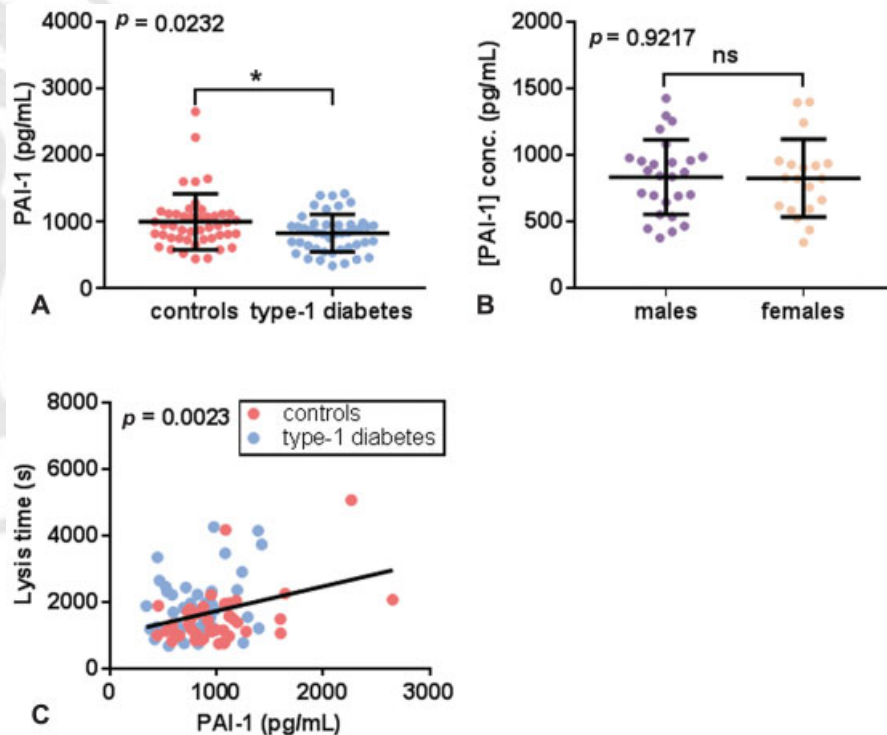 p = 0.0232
PAI-1 (pg/mL)
4000
3000
2000
1000
0
*
controls type-1 diabetes
A
p = 0.9217
[PAI-1] conc. (pg/mL)
2000
1500
1000
500
0
ns
males females
B
p = 0.0023
controls
type-1 diabetes
Lysis time (s)
8000
6000
4000
2000
0
0 1000 2000 3000
PAI-1 (pg/mL)
C